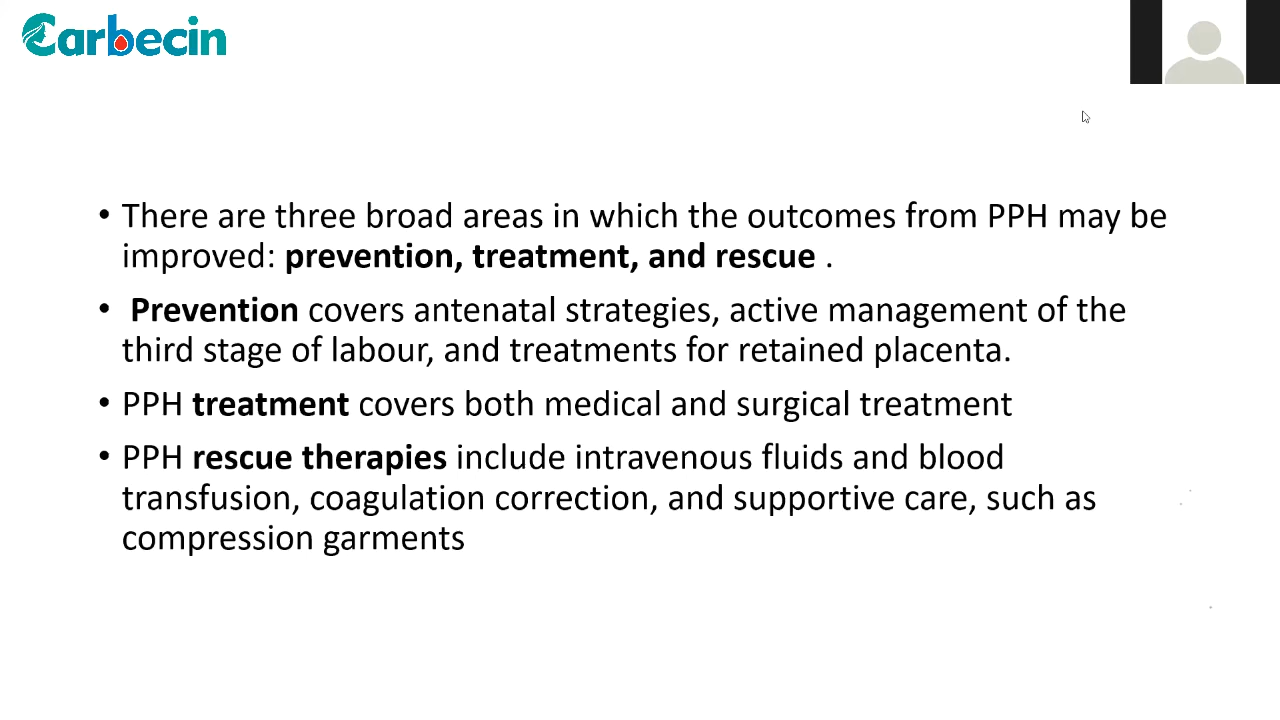 Carbecin
• There are three broad areas in which the outcomes from PPH may be
improved: prevention, treatment, and rescue .
• Prevention covers antenatal strategies, active management of the
third stage of labour, and treatments for retained placenta.
• PPH treatment covers both medical and surgical treatment
• PPH rescue therapies include intravenous fluids and blood
transfusion, coagulation correction, and supportive care, such as
compression garments